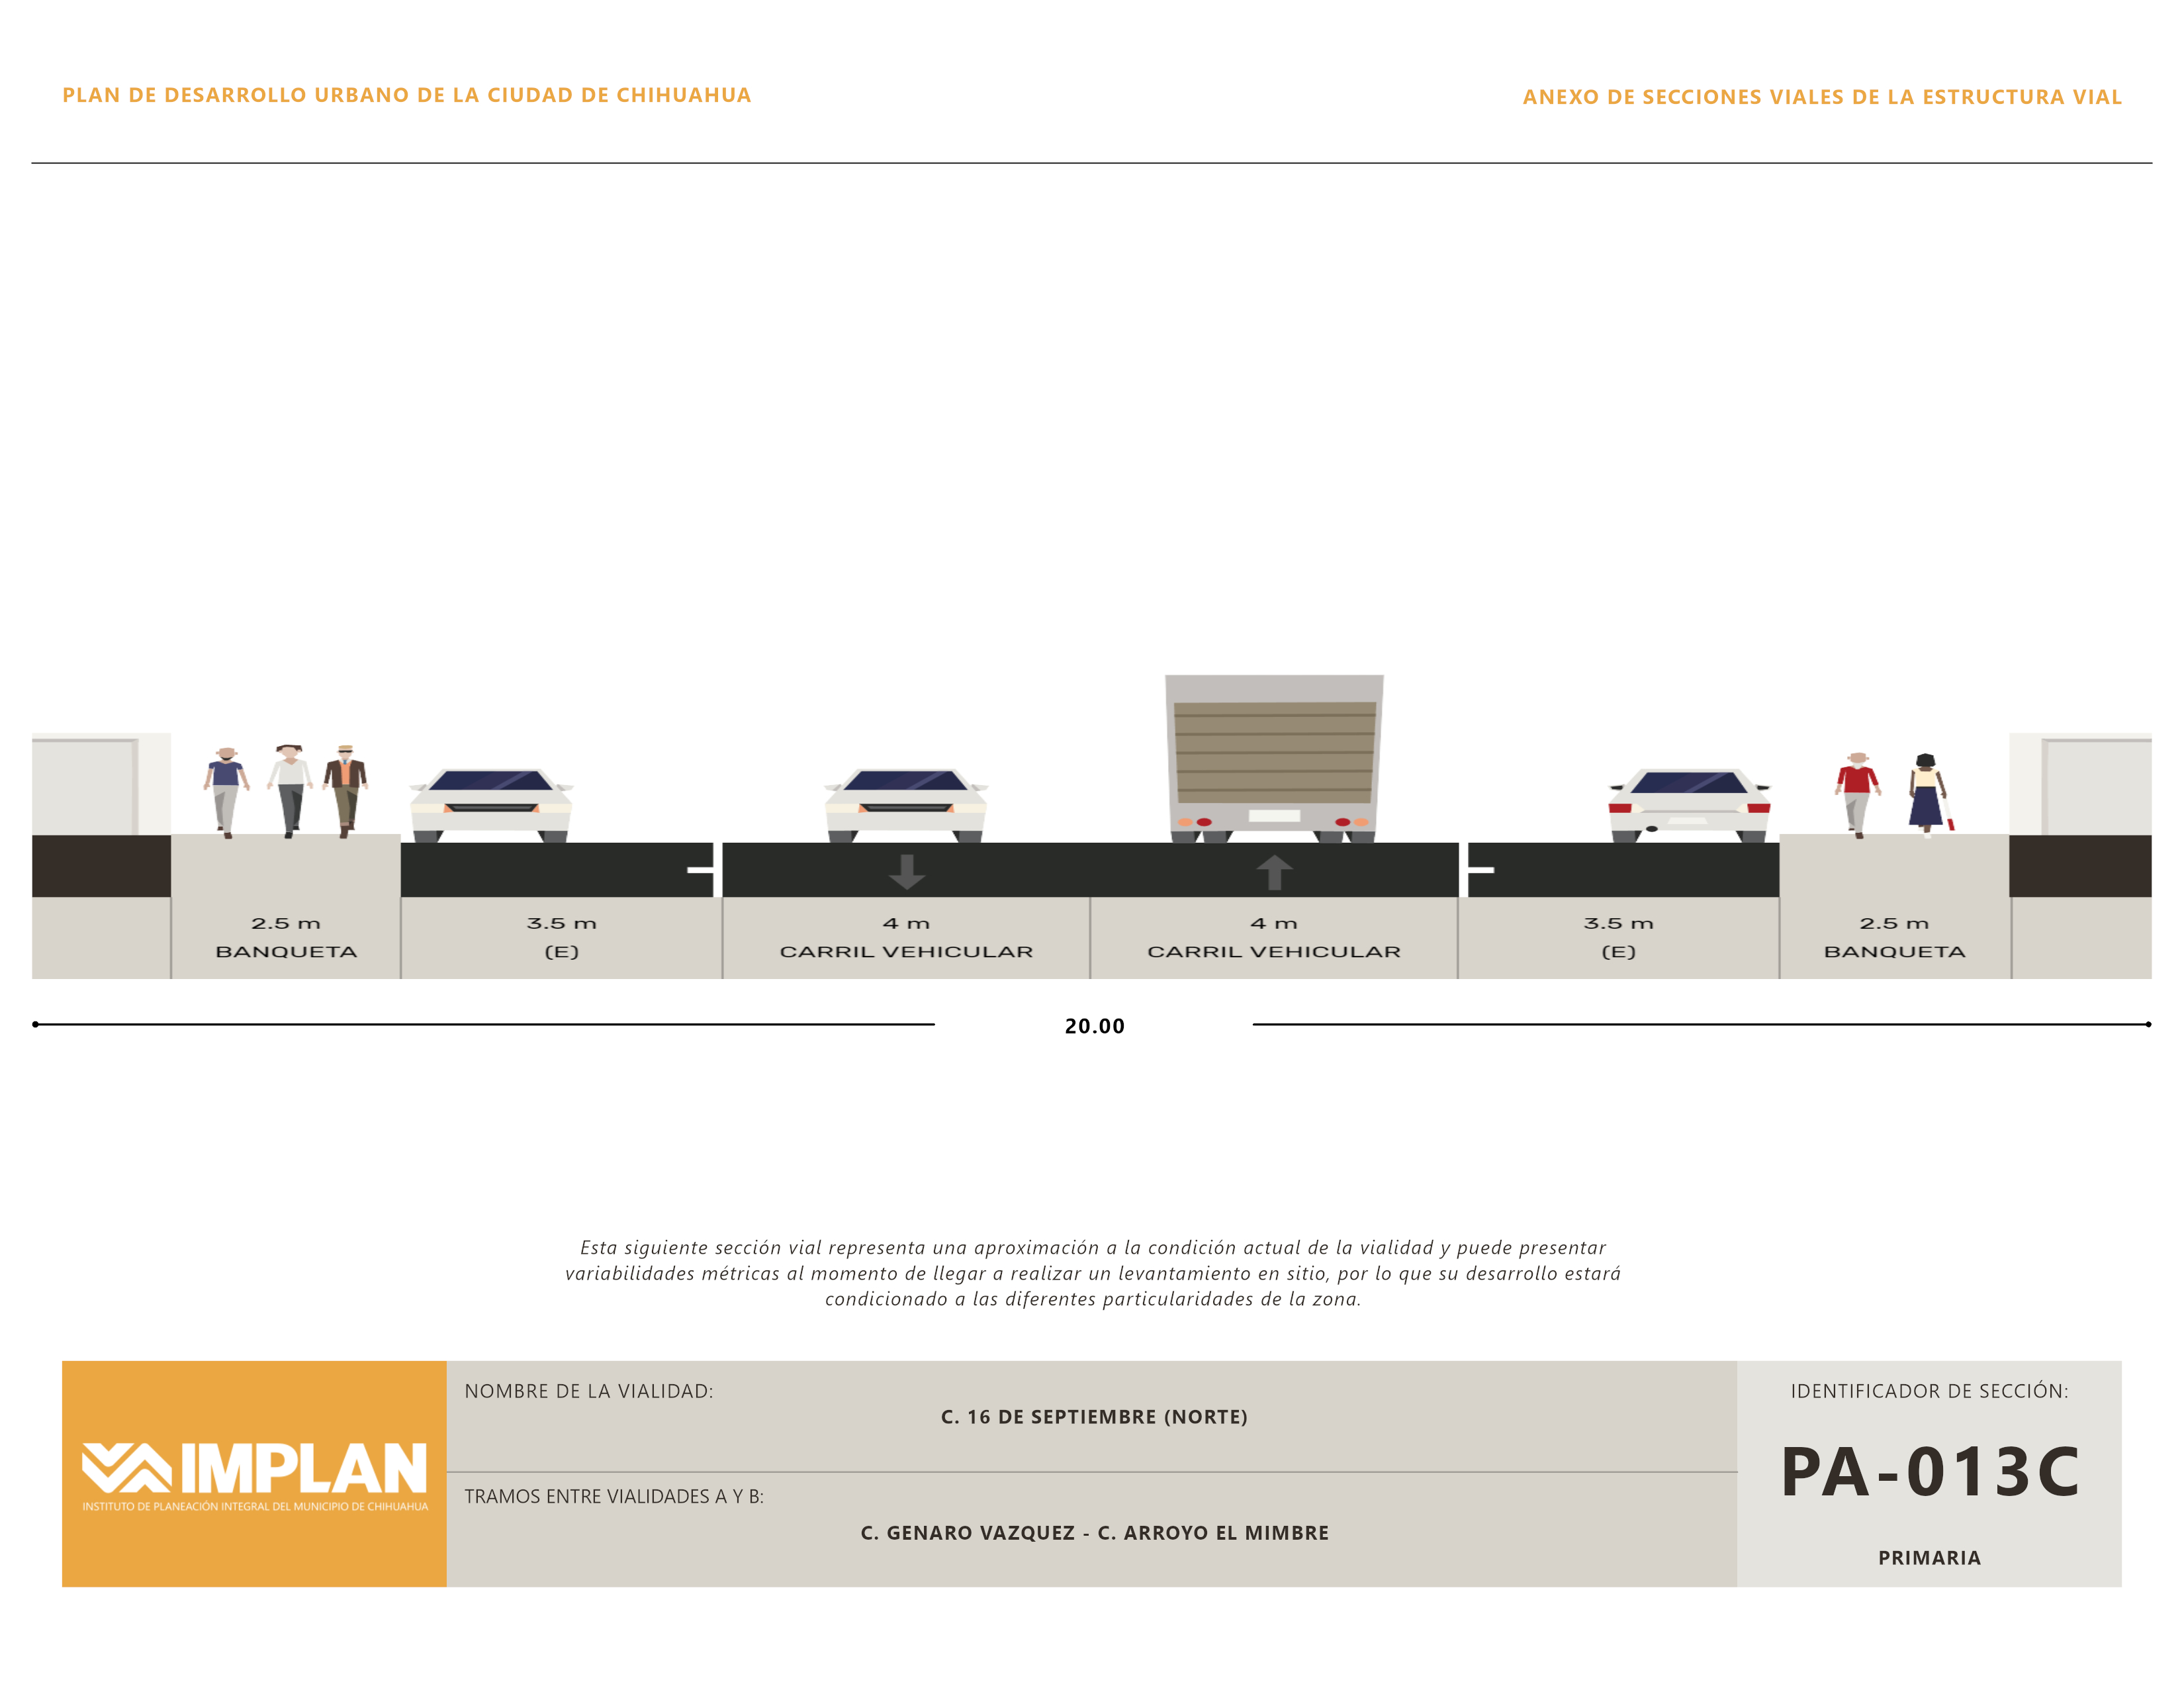 PLAN DE DESARROLLO URBANO DE LA CIUDAD DE CHIHUAHUA
ANEXO DE SECCIONES VIALES DE LA ESTRUCTURA VIAL
2.5 m
BANQUETA
3.5 m
(E)
4 m
CARRIL VEHICULAR
4 m
CARRIL VEHICULAR
3.5 m
(E)
2.5 m
BANQUETA
20.00
Esta siguiente sección vial representa una aproximación a la condición actual de la vialidad y puede presentar
variabilidades métricas al momento de llegar a realizar un levantamiento en sitio, por lo que su desarrollo estará
condicionado a las diferentes particularidades de la zona.
IMPLAN
INSTITUTO DE PLANEACIÓN INTEGRAL DEL MUNICIPIO DE CHIHUAHUA
NOMBRE DE LA VIALIDAD:
C. 16 DE SEPTIEMBRE (NORTE)
TRAMOS ENTRE VIALIDADES A Y B:
C. GENARO VAZQUEZ - C. ARROYO EL MIMBRE
IDENTIFICADOR DE SECCIÓN:
PA-013C
PRIMARIA